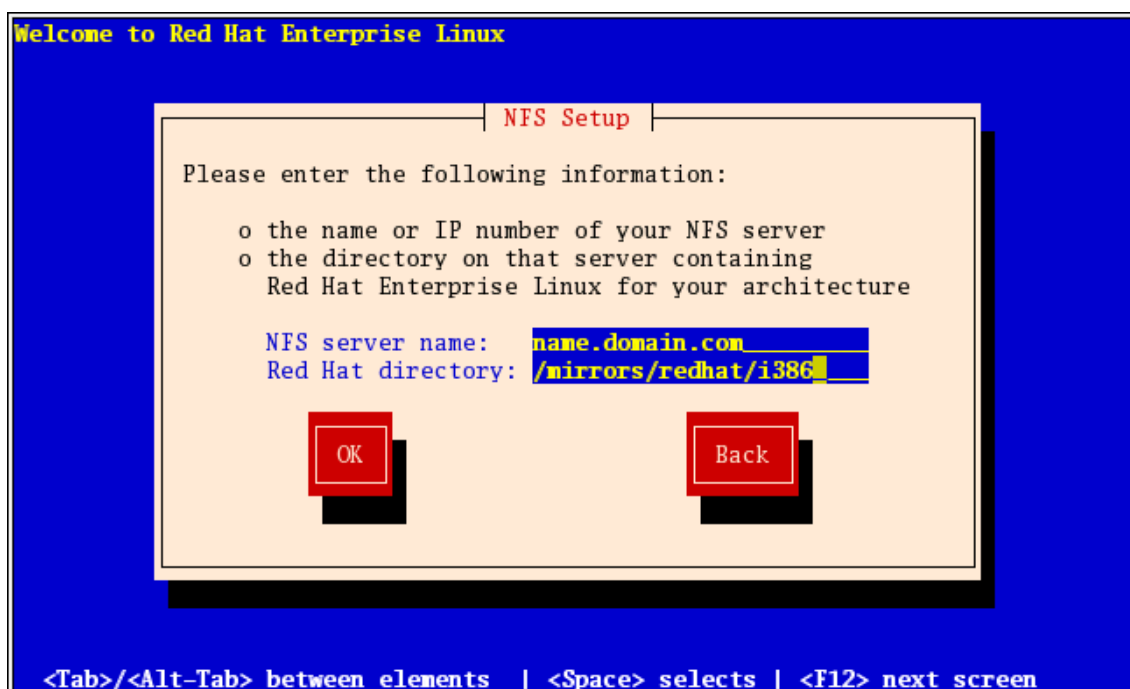 Welcome to Red Hat Enterprise Linux
NFS Setup
Please enter the following information:
o the name or IP number of your NFS server
o the directory on that server containing
Red Hat Enterprise Linux for your architecture
NFS server name: name.domain.com
Red Hat directory: /mirrors/redhat/i386
OK Back
<Tab>/<Alt-Tab> between elements | <Space> selects | <F12> next screen